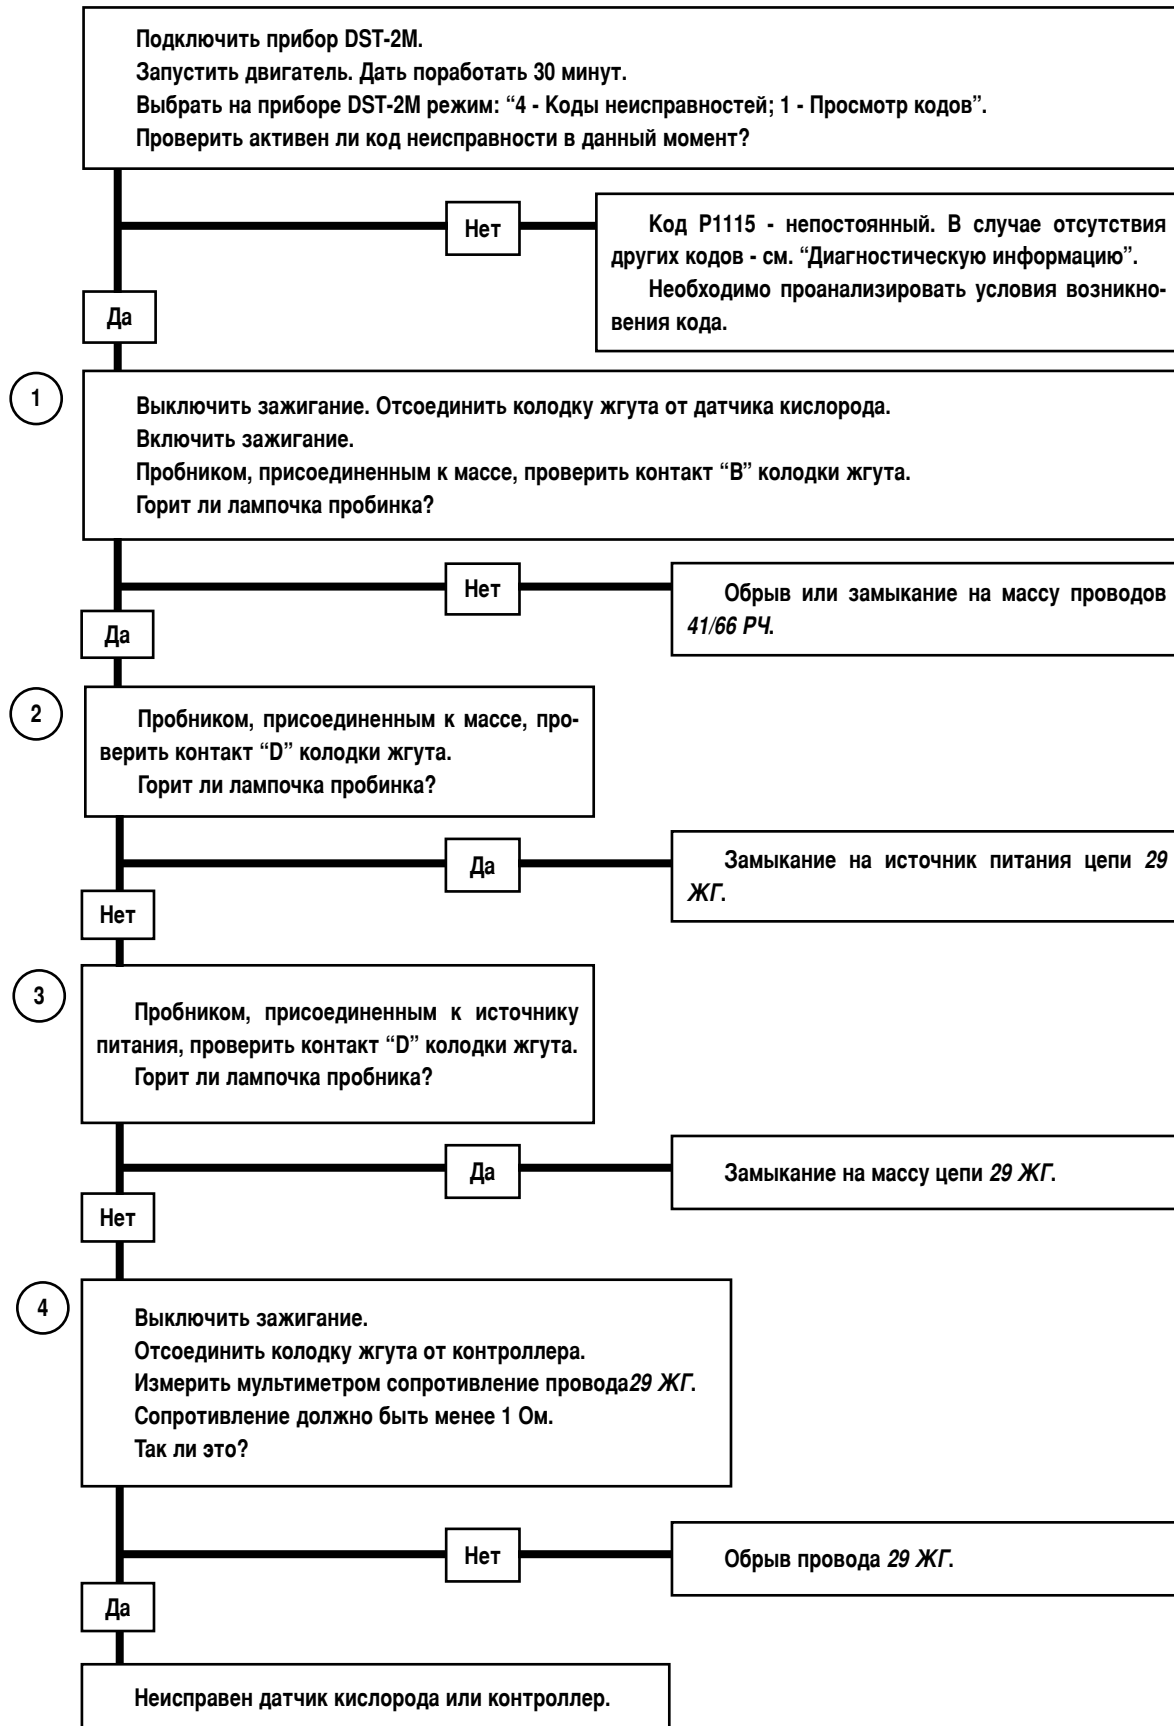 Подключить прибор DST-2M.
Запустить двигатель. Дать поработать 30 минут.
Выбрать на приборе DST-2M режим: “4 - Коды неисправностей; 1 - Просмотр кодов”.
Проверить активен ли код неисправности в данный момент?
Нет
Код P1115 - непостоянный. В случае отсутствия
других кодов - см. “Диагностическую информацию”.
Необходимо проанализировать условия возникно-
вения кода.
Да
1
Выключить зажигание. Отсоединить колодку жгута от датчика кислорода.
Включить зажигание.
Пробником, присоединенным к массе, проверить контакт “B” колодки жгута.
Горит ли лампочка пробинка?
Нет
Обрыв или замыкание на массу проводов
41/66 РЧ.
Да
2
Пробником, присоединенным к массе, про-
верить контакт “D” колодки жгута.
Горит ли лампочка пробинка?
Да
Замыкание на источник питания цепи 29
ЖГ.
Нет
3
Пробником, присоединенным к источнику
питания, проверить контакт “D” колодки жгута.
Горит ли лампочка пробника?
Да
Замыкание на массу цепи 29 ЖГ.
Нет
4
Выключить зажигание.
Отсоединить колодку жгута от контроллера.
Измерить мультиметром сопротивление провода29 ЖГ.
Сопротивление должно быть менее 1 Ом.
Так ли это?
Нет
Обрыв провода 29 ЖГ.
Да
Неисправен датчик кислорода или контроллер.